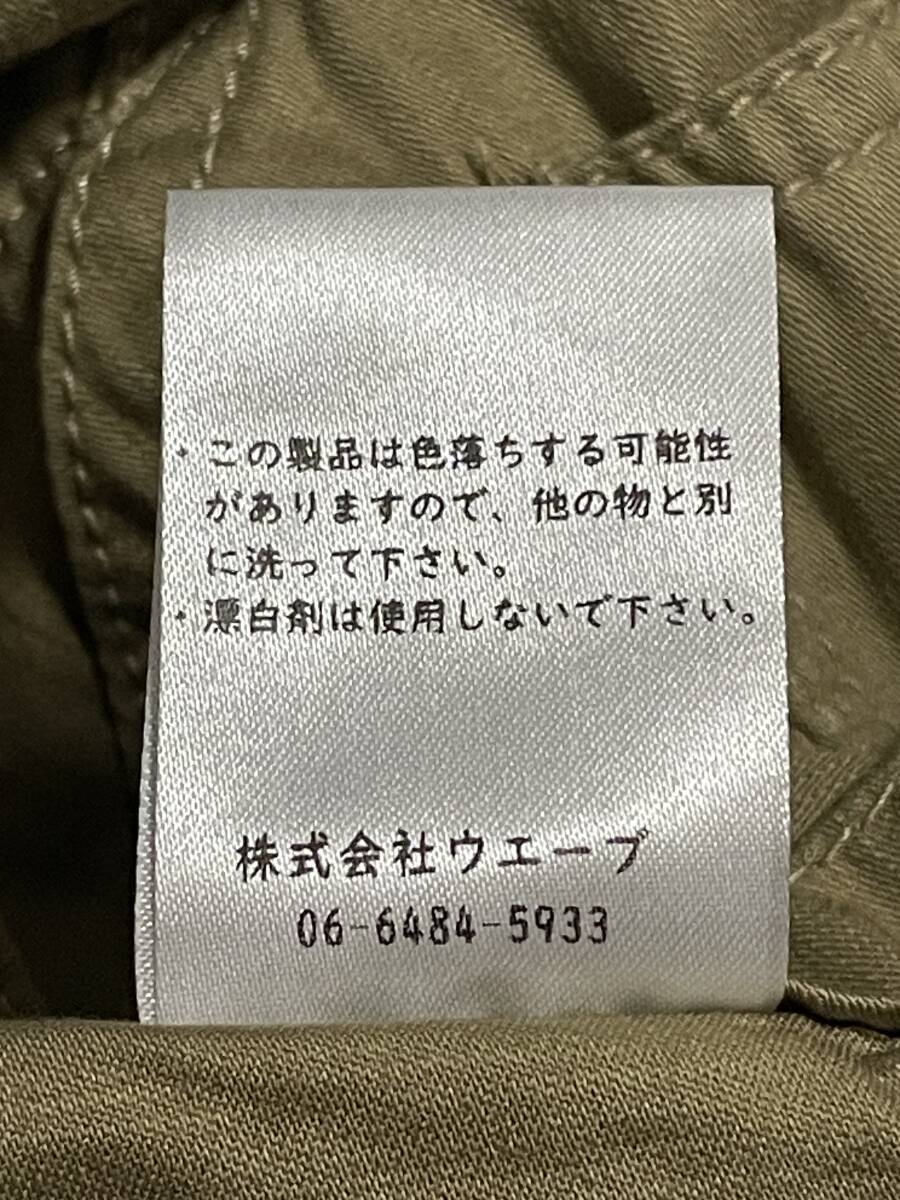 ・この製品は色落ちする可能性
がありますので、他の物と別
に洗って下さい。
・漂白剤は使用しないで下さい。
株式会社ウエーブ
06-6484-5933